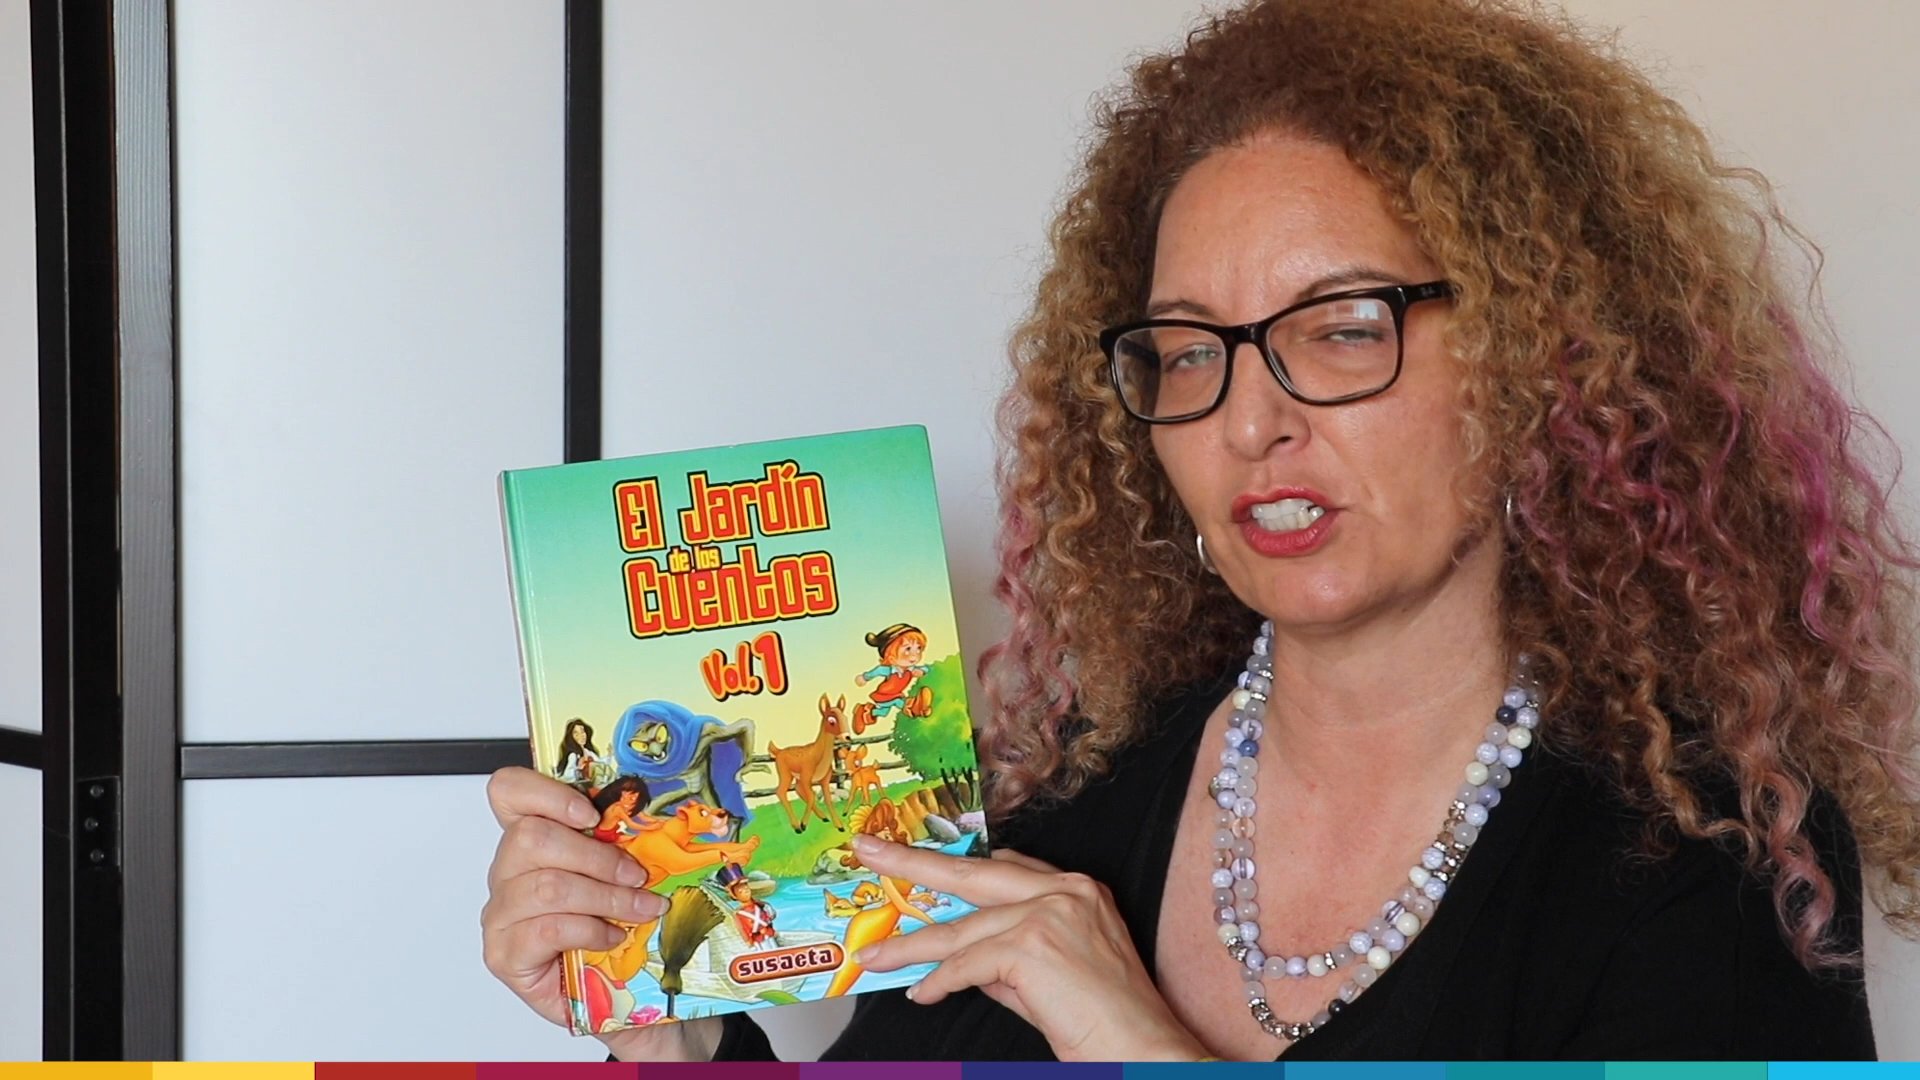 El Jardín
de los
Cuentos
Vol.1
susaeta